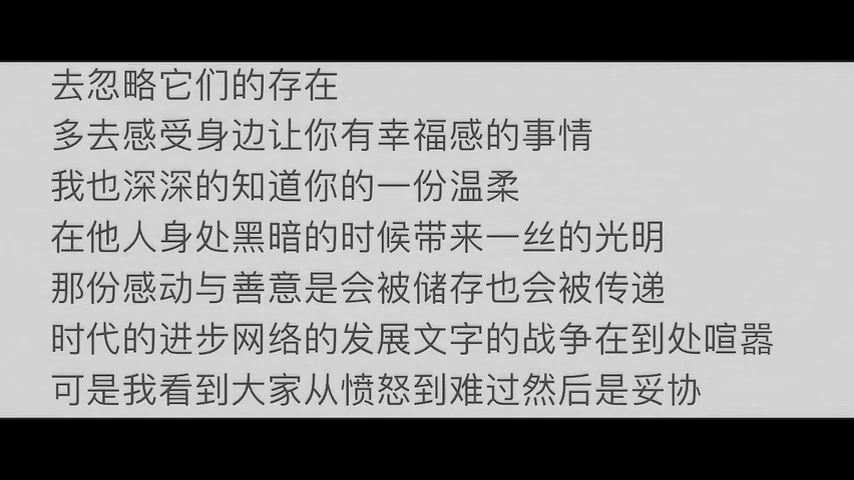 去忽略它们的存在
多去感受身边让你有幸福感的事情
我也深深的知道你的一份温柔
在他人身处黑暗的时候带来一丝的光明
那份感动与善意是会被储存也会被传递
时代的进步网络的发展文字的战争在到处喧嚣
可是我看到大家从愤怒到难过然后是妥协